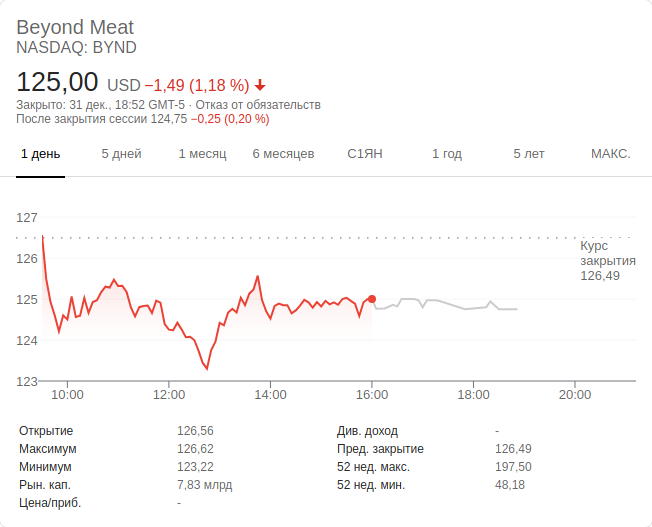 Beyond Meat
NASDAQ: BYND
125,00 USD −1,49 (1,18 %)
Закрыто: 31 дек., 18:52 GMT-5 · Отказ от обязательств
После закрытия сессии 124,75 −0,25 (0,20 %)
1 день 5 дней 1 месяц 6 месяцев С1ЯН 1 год 5 лет МАКС.
127
126
125
124
123
Курс
закрытия
126,49
10:00 12:00 14:00 16:00 18:00 20:00
Открытие 126,56 Див. доход -
Максимум 126,62 Пред. закрытие 126,49
Минимум 123,22 52 нед. макс. 197,50
Рын. кап. 7,83 млрд 52 нед. мин. 48,18
Цена/приб. -